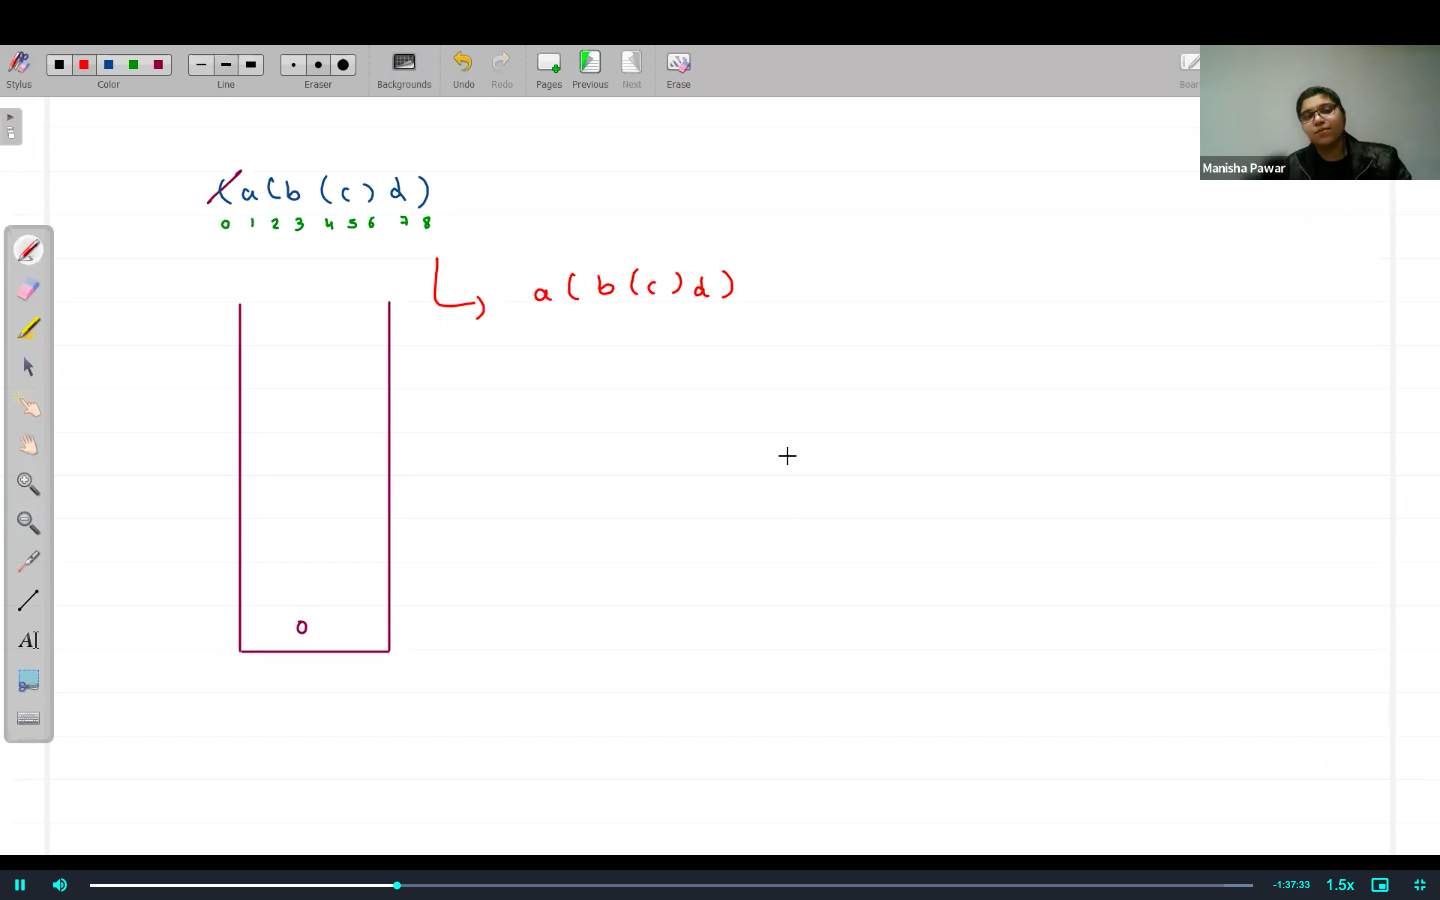 Stylus Color Line Eraser Backgrounds Undo Redo Pages Previous Next Erase
Manisha Pawar
(a(b(c)d)
0 1 2 3 4 5 6 7 8
a(b(c)d)
0
AI
-1:37:33 1.5x